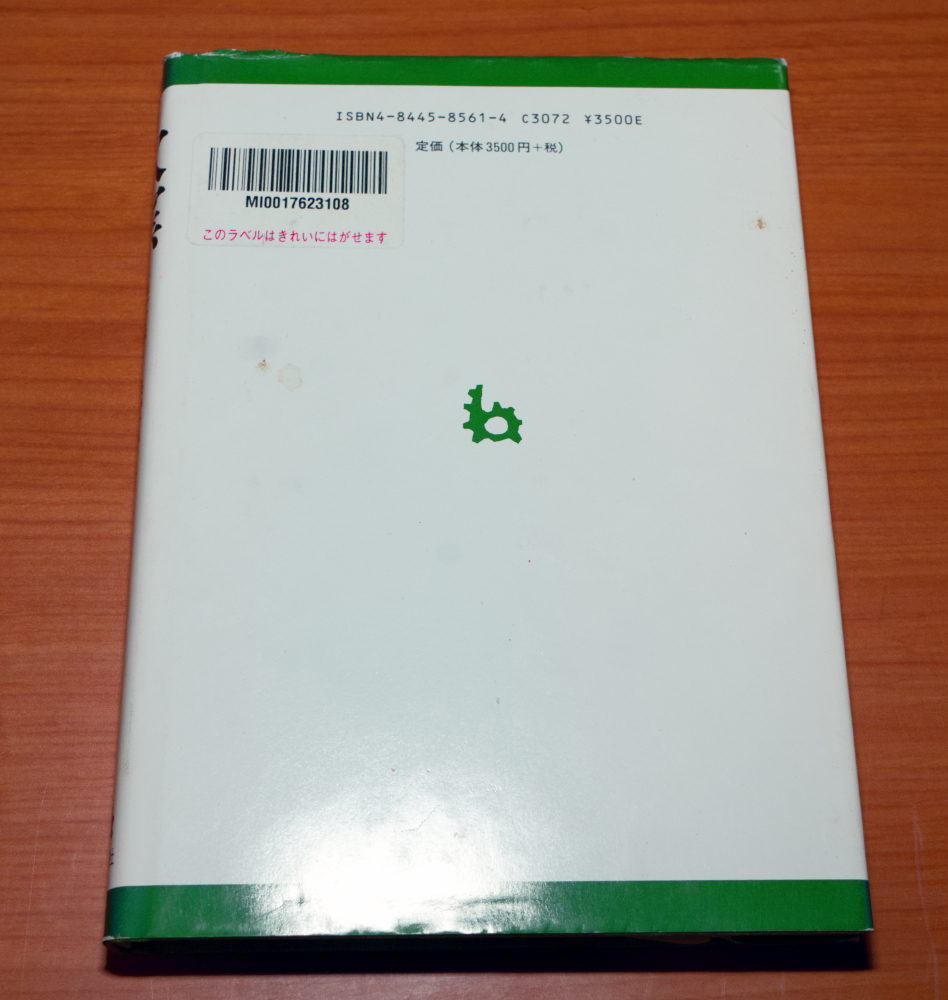 ISBN4-8445-8561-4 C3072 ¥3500E
定価（本体3500円＋税）
MI0017623108
このラベルはきれいにはがせます